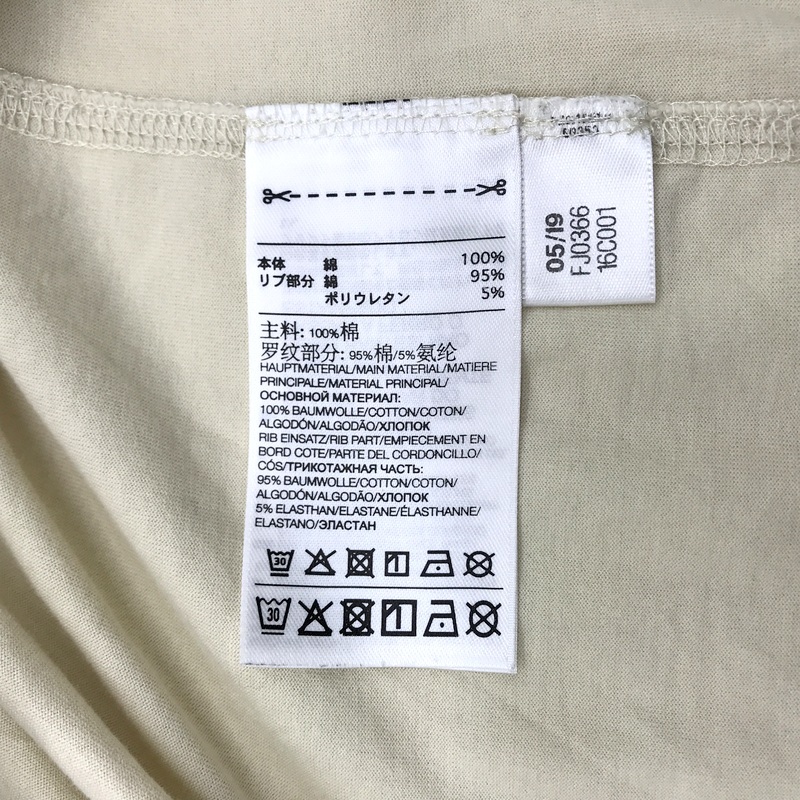 本体 綿 100%
リブ部分 綿 95%
ポリウレタン 5%
主料: 100%棉
罗纹部分: 95%棉/5%氨纶
HAUPTMATERIAL/MAIN MATERIAL/MATIERE
PRINCIPALE/MATERIAL PRINCIPAL/
ОСНОВНОЙ МАТЕРИАЛ:
100% BAUMWOLLE/COTTON/COTON/
ALGODÓN/ALGODÃO/ХЛОПОК
RIB EINSATZ/RIB PART/EMPIECEMENT EN
BORD COTE/PARTE DEL CORDONCILLO/
CÓS/ТРИКОТАЖНАЯ ЧАСТЬ:
95% BAUMWOLLE/COTTON/COTON/
ALGODÓN/ALGODÃO/ХЛОПОК
5% ELASTHAN/ELASTANE/ÉLASTHANNE/
ELASTANO/ЭЛАСТАН
30
30
05/19
FJ0366
16C001